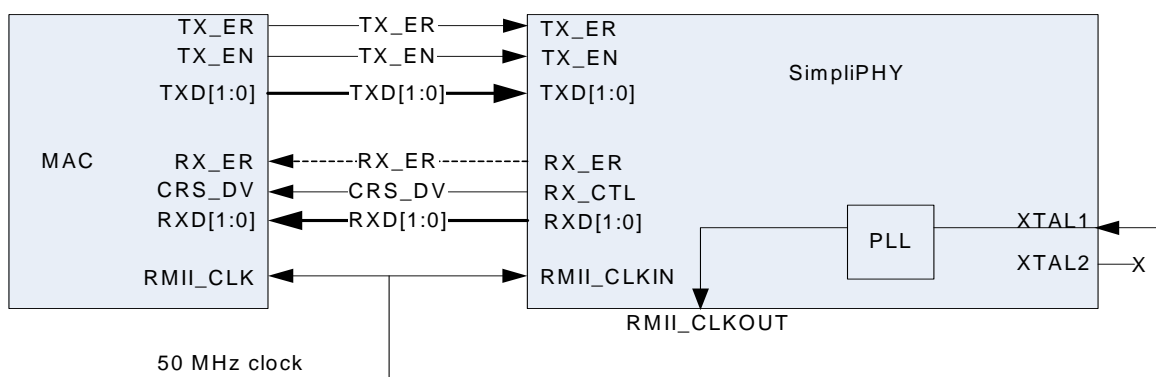 TX_ER TX_ER TX_ER
TX_EN TX_EN TX_EN
SimpliPHY
TXD[1:0] TXD[1:0] TXD[1:0]
MAC
RX_ER RX_ER RX_ER
CRS_DV CRS_DV RX_CTL
RXD[1:0] RXD[1:0] RXD[1:0]
XTAL1
PLL
XTAL2 X
RMII_CLK RMII_CLKIN
RMII_CLKOUT
50 MHz clock